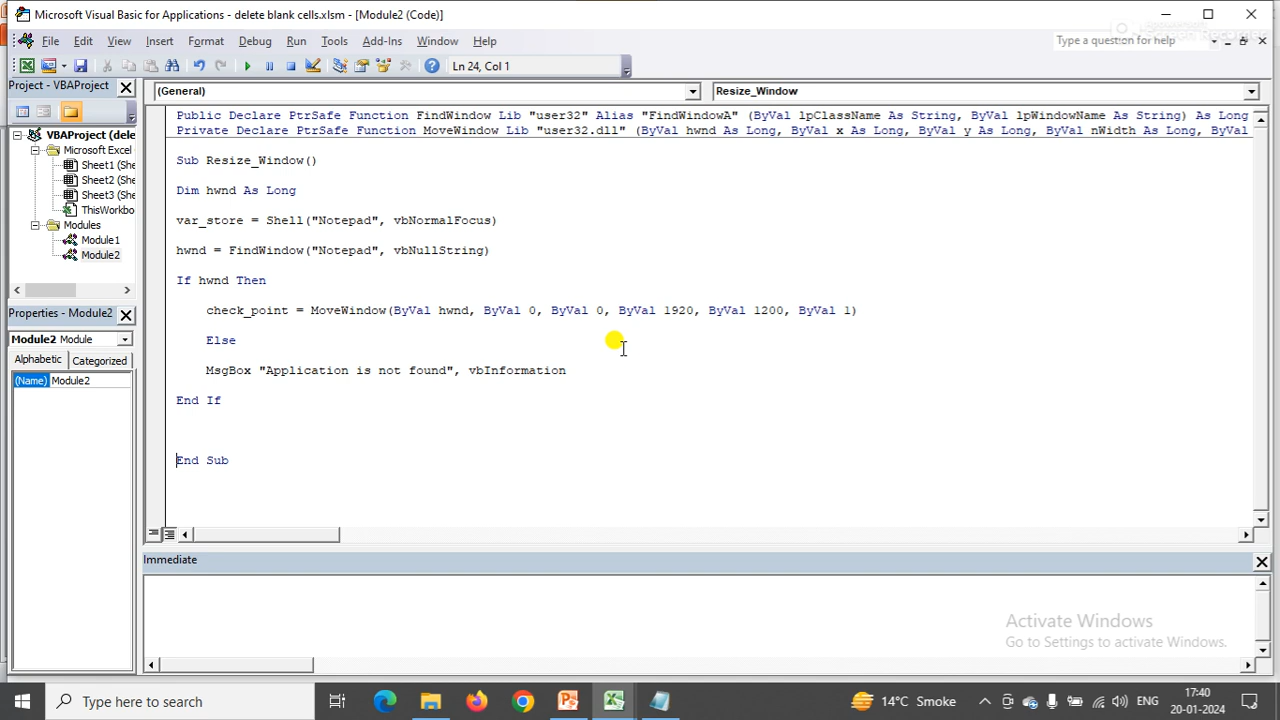 Microsoft Visual Basic for Applications - delete blank cells.xlsm - [Module2 (Code)]
File Edit View Insert Format Debug Run Tools Add-Ins Window Help
Type a question for help
Ln 24, Col 1
Project - VBAProject
(General)
Resize_Window
VBAProject (dele
Microsoft Excel
Sheet1 (She
Sheet2 (She
Sheet3 (She
ThisWorkbo
Modules
Module1
Module2
Properties - Module2
Module2 Module
Alphabetic Categorized
(Name) Module2
Public Declare PtrSafe Function FindWindow Lib "user32" Alias "FindWindowA" (ByVal lpClassName As String, ByVal lpWindowName As String) As Long
Private Declare PtrSafe Function MoveWindow Lib "user32.dll" (ByVal hwnd As Long, ByVal x As Long, ByVal y As Long, ByVal nWidth As Long, ByVal
Sub Resize_Window()
Dim hwnd As Long
var_store = Shell("Notepad", vbNormalFocus)
hwnd = FindWindow("Notepad", vbNullString)
If hwnd Then
check_point = MoveWindow(ByVal hwnd, ByVal 0, ByVal 0, ByVal 1920, ByVal 1200, ByVal 1)
Else
MsgBox "Application is not found", vbInformation
End If
End Sub
Immediate
Activate Windows
Go to Settings to activate Windows.
Type here to search
14°C Smoke
ENG
17:40
20-01-2024